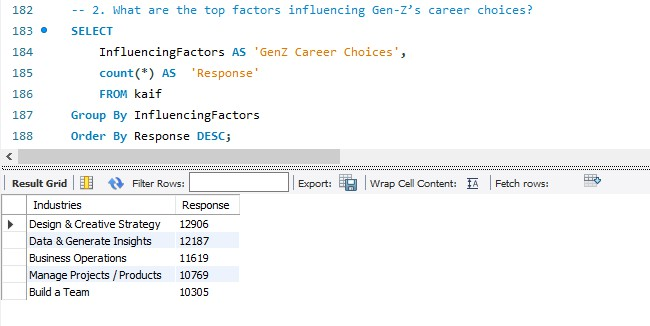 182 -- 2. What are the top factors influencing Gen-Z’s career choices?
183 SELECT
184 InfluencingFactors AS 'GenZ Career Choices',
185 count(*) AS 'Response'
186 FROM kaif
187 Group By InfluencingFactors
188 Order By Response DESC;
Result Grid Filter Rows: Export: Wrap Cell Content: IA Fetch rows:
Industries Response
Design & Creative Strategy 12906
Data & Generate Insights 12187
Business Operations 11619
Manage Projects / Products 10769
Build a Team 10305